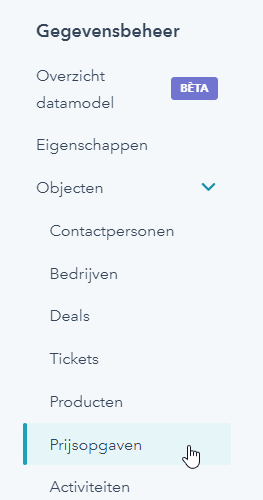 Gegevensbeheer
Overzicht
datamodel
BÈTA
Eigenschappen
Objecten
Contactpersonen
Bedrijven
Deals
Tickets
Producten
Prijsopgaven
Activiteiten